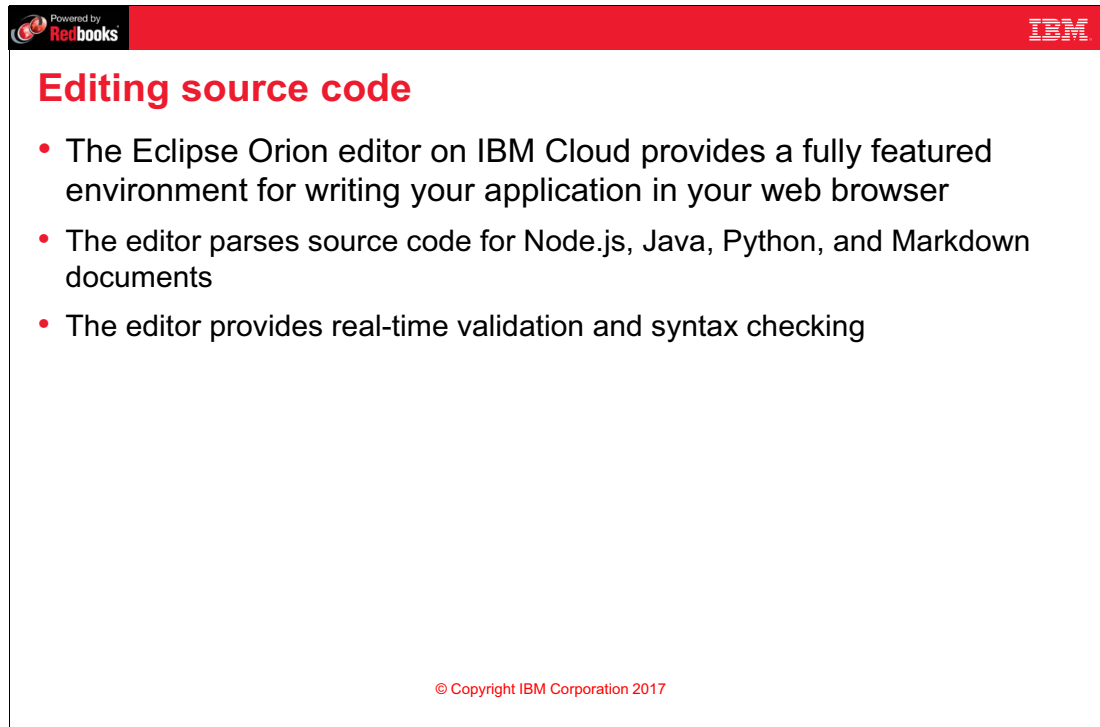 Powered by
Redbooks
IBM
Editing source code
• The Eclipse Orion editor on IBM Cloud provides a fully featured
environment for writing your application in your web browser
• The editor parses source code for Node.js, Java, Python, and Markdown
documents
• The editor provides real-time validation and syntax checking
© Copyright IBM Corporation 2017